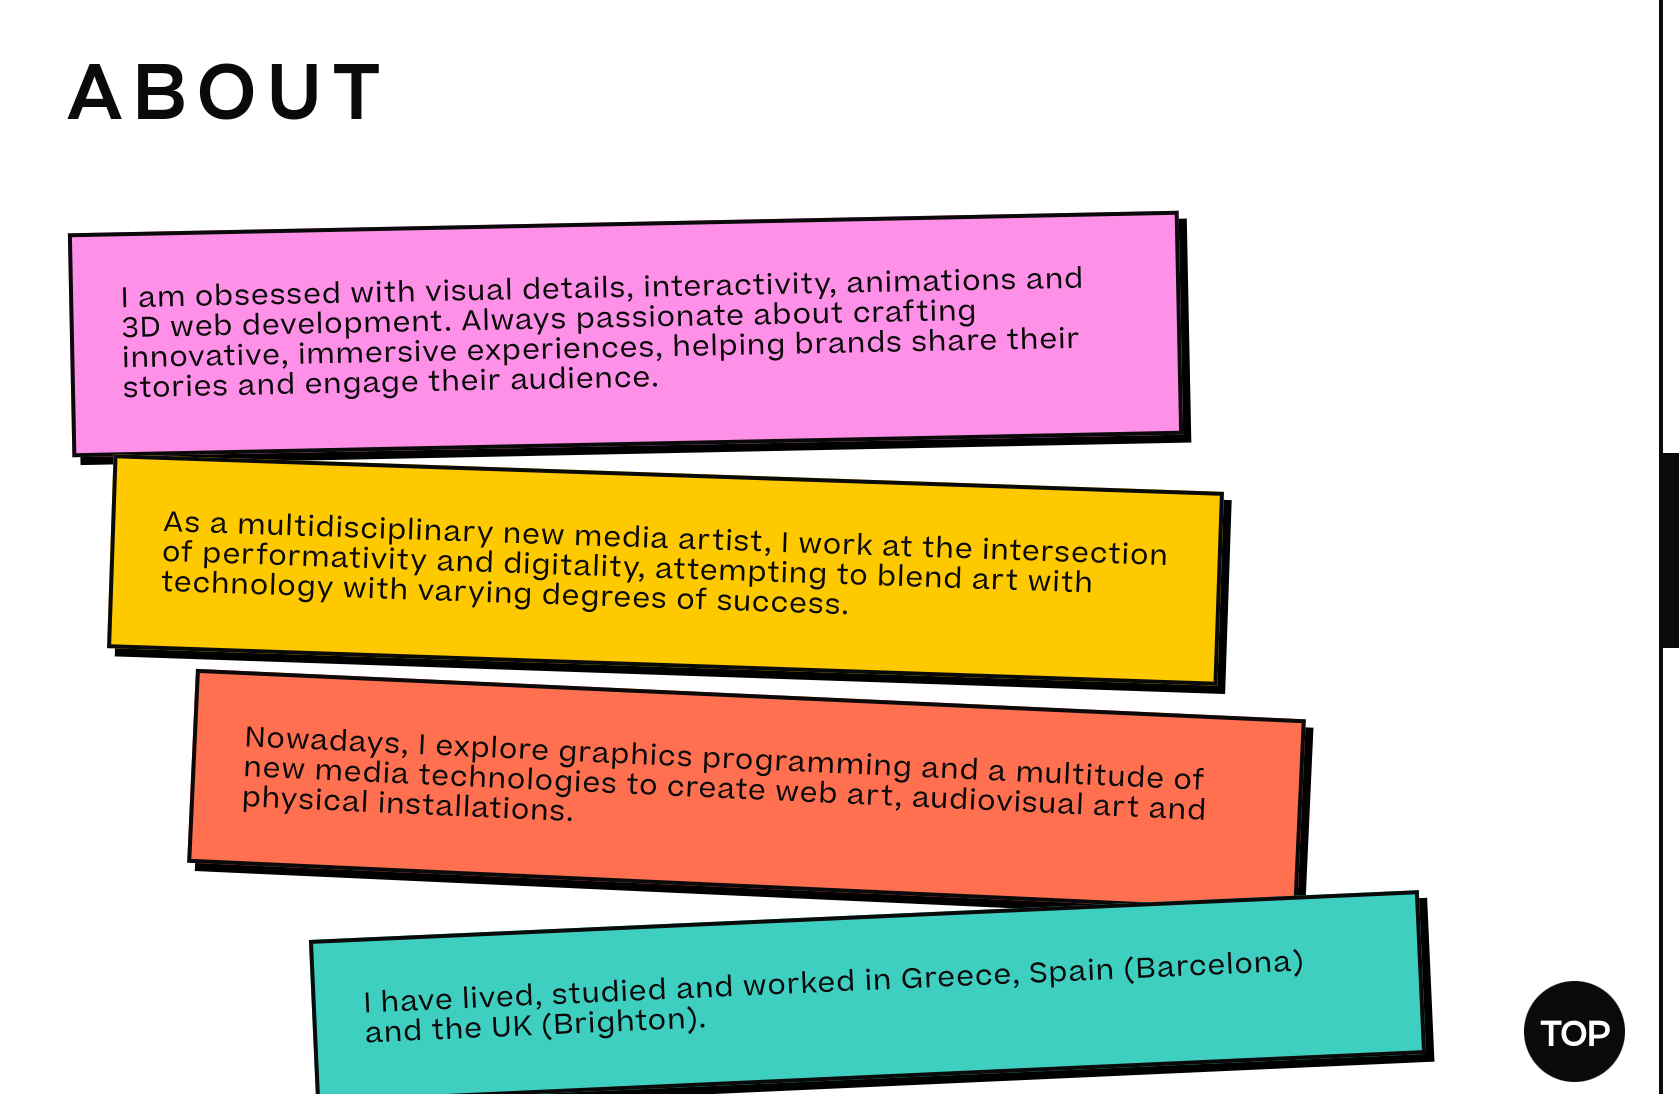 ABOUT
I am obsessed with visual details, interactivity, animations and
3D web development. Always passionate about crafting
innovative, immersive experiences, helping brands share their
stories and engage their audience.
As a multidisciplinary new media artist, I work at the intersection
of performativity and digitality, attempting to blend art with
technology with varying degrees of success.
Nowadays, I explore graphics programming and a multitude of
new media technologies to create web art, audiovisual art and
physical installations.
I have lived, studied and worked in Greece, Spain (Barcelona)
and the UK (Brighton).
TOP